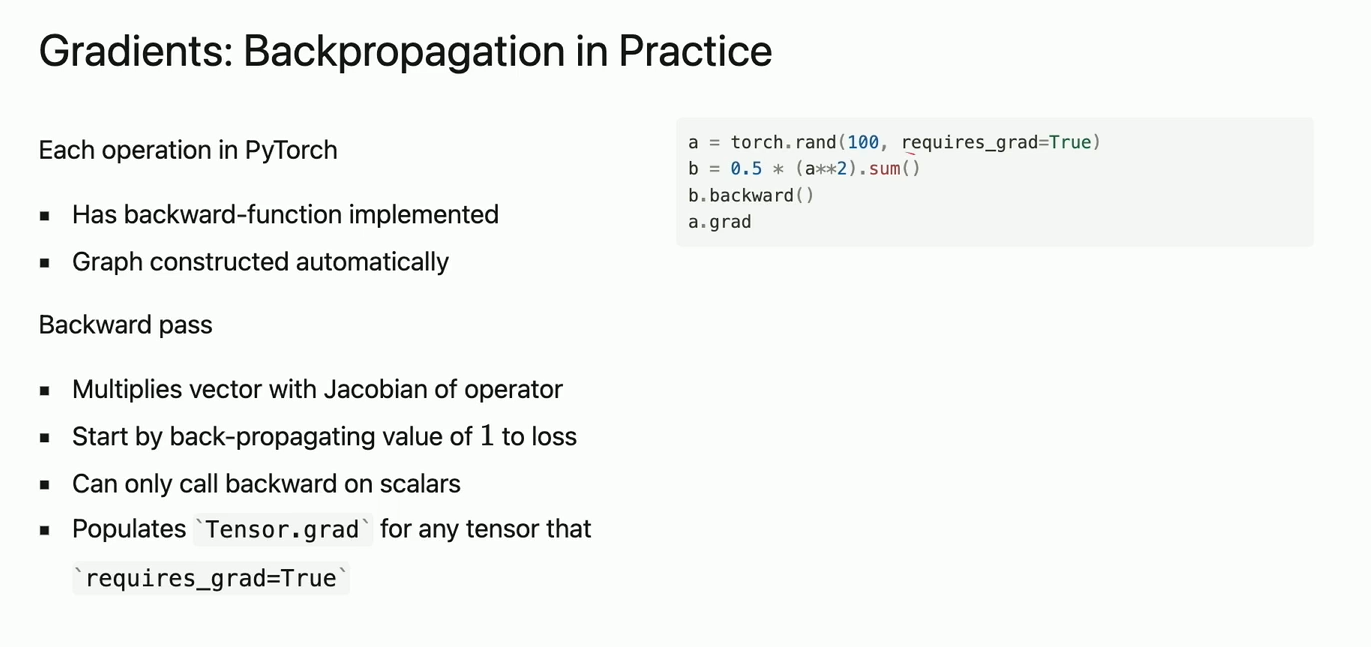 Gradients: Backpropagation in Practice
Each operation in PyTorch
▪ Has backward-function implemented
▪ Graph constructed automatically
Backward pass
▪ Multiplies vector with Jacobian of operator
▪ Start by back-propagating value of 1 to loss
▪ Can only call backward on scalars
▪ Populates `Tensor.grad` for any tensor that
`requires_grad=True`
a = torch.rand(100, requires_grad=True)
b = 0.5 * (a**2).sum()
b.backward()
a.grad